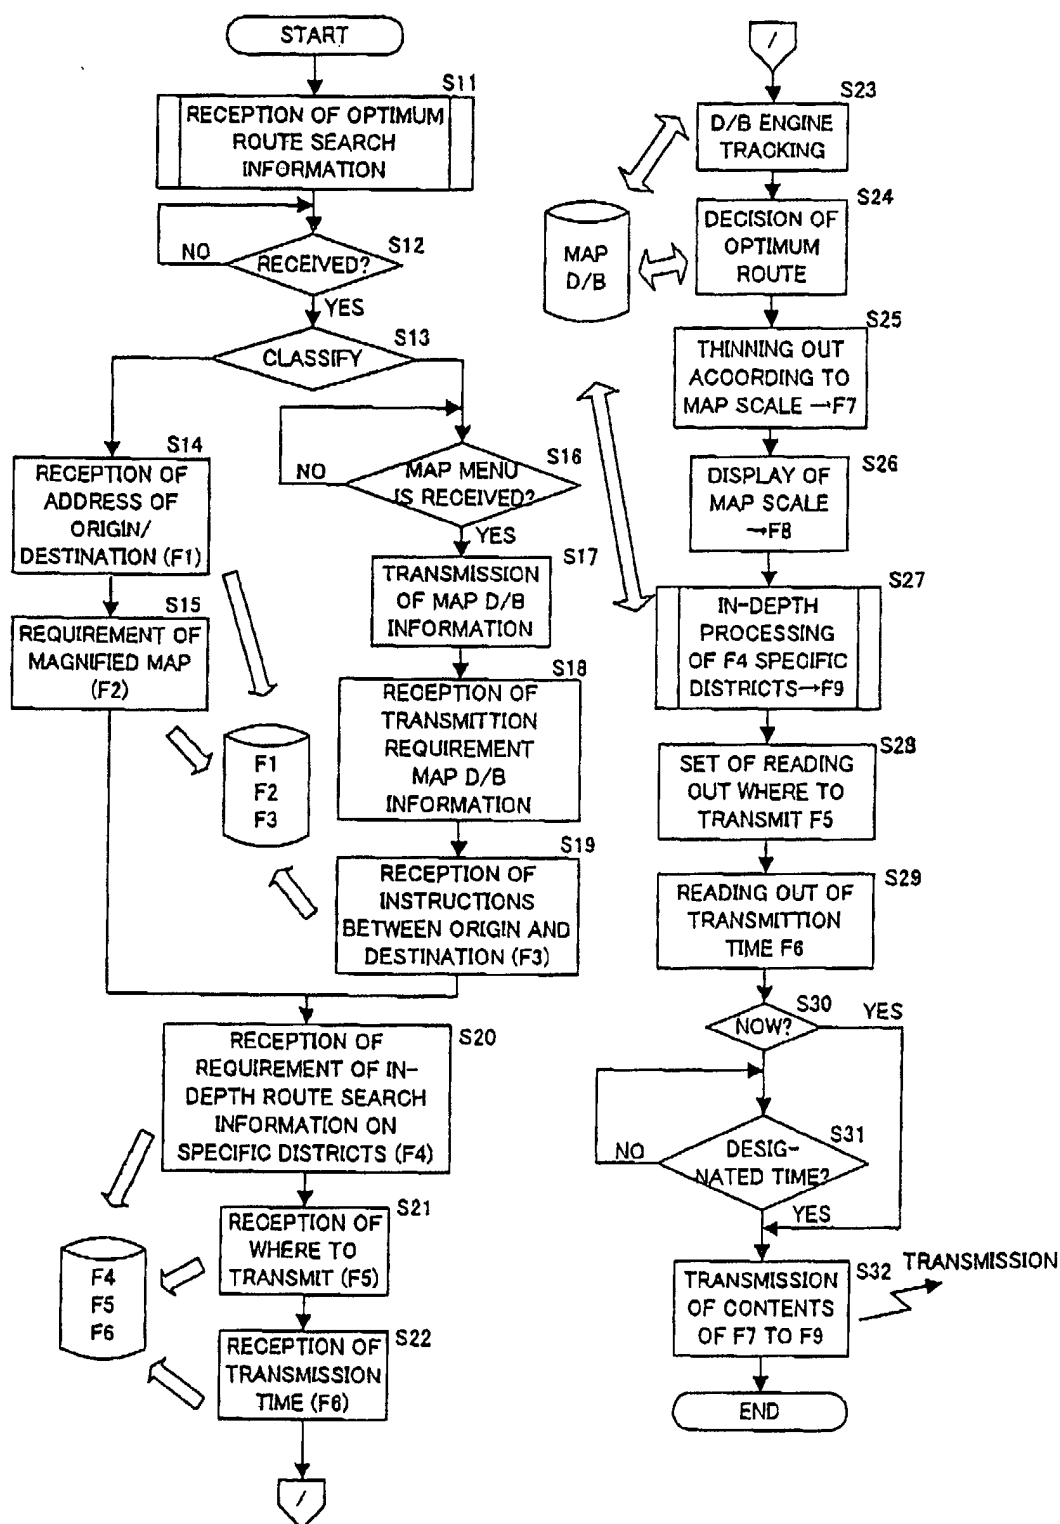 START
S11
RECEPTION OF OPTIMUM
ROUTE SEARCH
INFORMATION
S12
NO
RECEIVED?
YES
S13
CLASSIFY
S14
RECEPTION OF
ADDRESS OF
ORIGIN/
DESTINATION (F1)
S15
REQUIREMENT OF
MAGNIFIED MAP
(F2)
F1
F2
F3
S16
NO
MAP MENU
IS RECEIVED?
YES
S17
TRANSMISSION
OF MAP D/B
INFORMATION
S18
RECEPTION OF
TRANSMITTION
REQUIREMENT
MAP D/B
INFORMATION
S19
RECEPTION OF
INSTRUCTIONS
BETWEEN ORIGIN AND
DESTINATION (F3)
S20
RECEPTION OF
REQUIREMENT OF IN-
DEPTH ROUTE SEARCH
INFORMATION ON
SPECIFIC DISTRICTS (F4)
S21
RECEPTION OF
WHERE TO
TRANSMIT (F5)
F4
F5
F6
S22
RECEPTION OF
TRANSMISSION
TIME (F6)
/
/
S23
D/B ENGINE
TRACKING
MAP
D/B
S24
DECISION OF
OPTIMUM
ROUTE
S25
THINNING OUT
ACOORDING TO
MAP SCALE →F7
S26
DISPLAY OF
MAP SCALE
→F8
S27
IN-DEPTH
PROCESSING
OF F4 SPECIFIC
DISTRICTS→F9
S28
SET OF READING
OUT WHERE TO
TRANSMIT F5
S29
READING OUT OF
TRANSMITTION
TIME F6
S30
NOW?
YES
S31
NO
DESIG-
NATED TIME?
YES
S32
TRANSMISSION
OF CONTENTS
OF F7 TO F9
TRANSMISSION
END